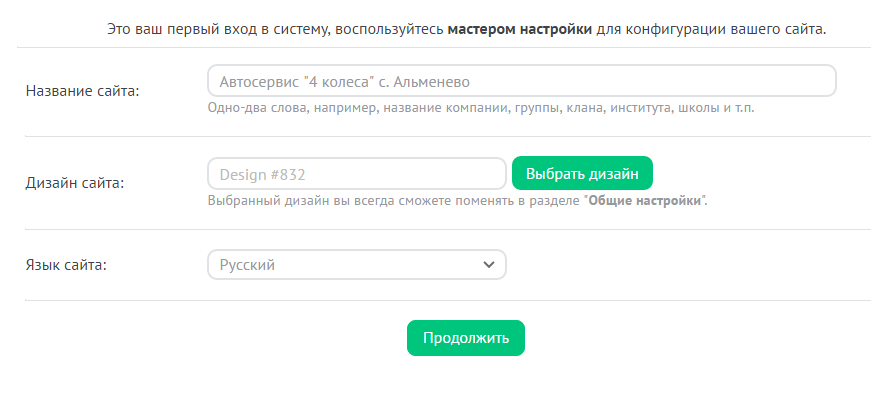 Это ваш первый вход в систему, воспользуйтесь мастером настройки для конфигурации вашего сайта.
Название сайта:
Автосервис "4 колеса" с. Альменево
Одно-два слова, например, название компании, группы, клана, института, школы и т.п.
Дизайн сайта:
Design #832
Выбрать дизайн
Выбранный дизайн вы всегда сможете поменять в разделе "Общие настройки".
Язык сайта:
Русский
Продолжить